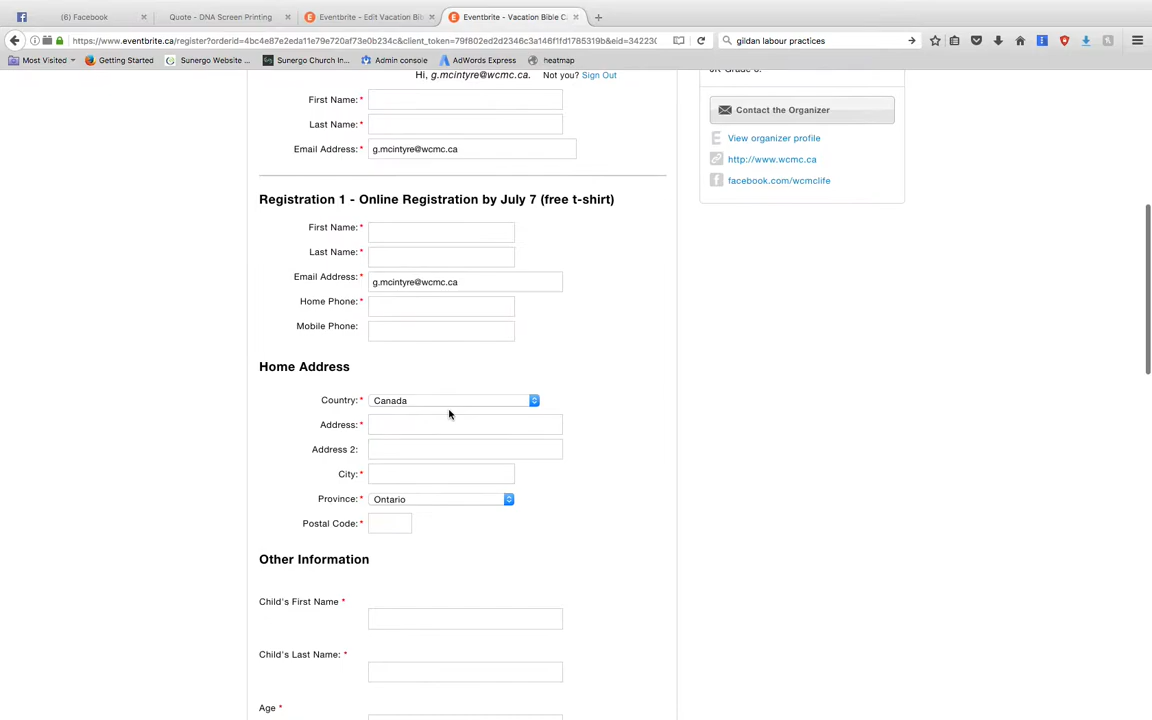 (6) Facebook
Quote - DNA Screen Printing
Eventbrite - Edit Vacation Bib
Eventbrite - Vacation Bible C
https://www.eventbrite.ca/register?orderid=4bc4e87e2eda11e79e720af73e0b234c&client_token=79f802ed2d2346c3a146f1fd1785319b&eid=342230
gildan labour practices
Most Visited
Getting Started
Sunergo Website ...
Sunergo Church In...
Admin console
AdWords Express
heatmap
Hi, g.mcintyre@wcmc.ca. Not you? Sign Out
First Name:*
Last Name:*
Email Address:* g.mcintyre@wcmc.ca
Contact the Organizer
View organizer profile
http://www.wcmc.ca
facebook.com/wcmclife
Registration 1 - Online Registration by July 7 (free t-shirt)
First Name:*
Last Name:*
Email Address:* g.mcintyre@wcmc.ca
Home Phone:*
Mobile Phone:
Home Address
Country:* Canada
Address:*
Address 2:
City:*
Province:* Ontario
Postal Code:*
Other Information
Child's First Name *
Child's Last Name: *
Age *